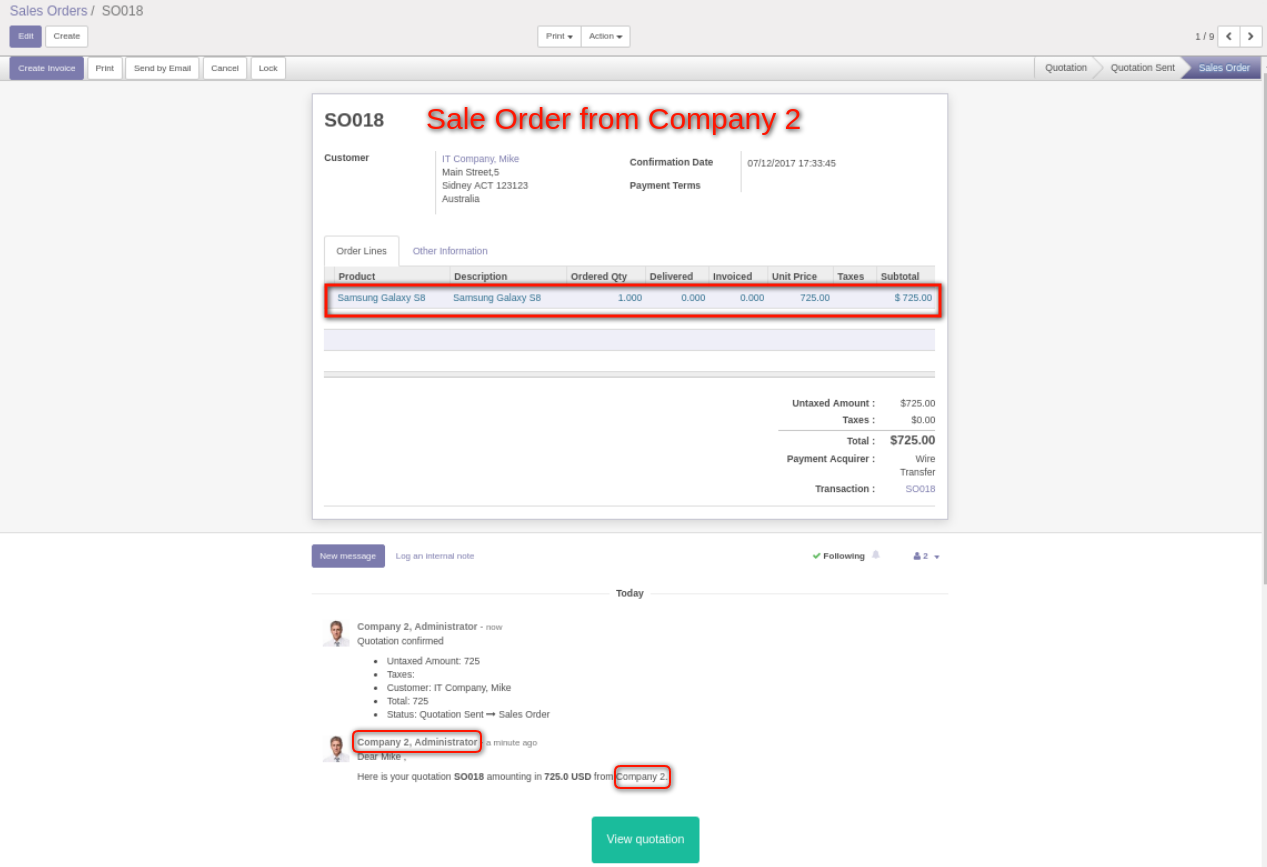 Sales Orders / SO018
Edit Create Print Action 1 / 9
Create Invoice Print Send by Email Cancel Lock Quotation Quotation Sent Sales Order
SO018 Sale Order from Company 2
Customer IT Company, Mike
Main Street,5
Sidney ACT 123123
Australia
Confirmation Date 07/12/2017 17:33:45
Payment Terms
Order Lines Other Information
Product Description Ordered Qty Delivered Invoiced Unit Price Taxes Subtotal
Samsung Galaxy S8 Samsung Galaxy S8 1.000 0.000 0.000 725.00 $ 725.00
Untaxed Amount : $725.00
Taxes : $0.00
Total : $725.00
Payment Acquirer : Wire
Transfer
Transaction : SO018
New message Log an internal note Following 2
Today
Company 2, Administrator - now
Quotation confirmed
• Untaxed Amount: 725
• Taxes:
• Customer: IT Company, Mike
• Total: 725
• Status: Quotation Sent → Sales Order
Company 2, Administrator - a minute ago
Dear Mike ,
Here is your quotation SO018 amounting in 725.0 USD from Company 2.
View quotation